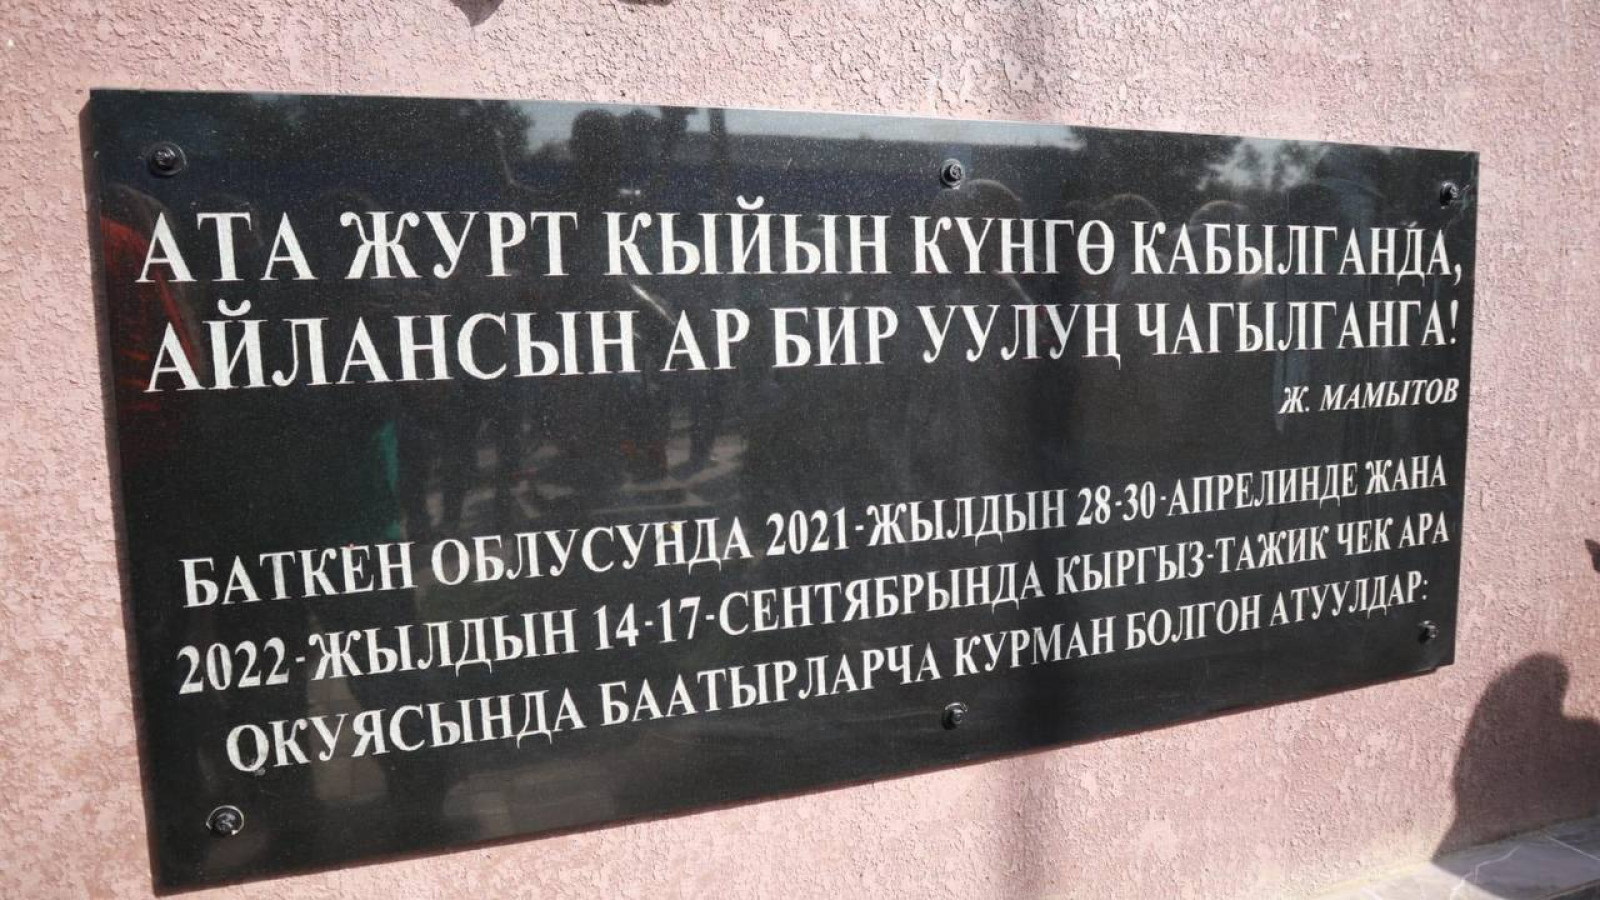 АТА ЖУРТ КЫЙЫН КҮНГӨ КАБЫЛГАНДА,
АЙЛАНСЫН АР БИР УУЛУҢ ЧАГЫЛГАНГА!
Ж. МАМЫТОВ
БАТКЕН ОБЛУСУНДА 2021-ЖЫЛДЫН 28-30-АПРЕЛИНДЕ ЖАНА
2022-ЖЫЛДЫН 14-17-СЕНТЯБРЫНДА КЫРГЫЗ-ТАЖИК ЧЕК АРА
ОКУЯСЫНДА БААТЫРЛАРЧА КУРМАН БОЛГОН АТУУЛДАР: